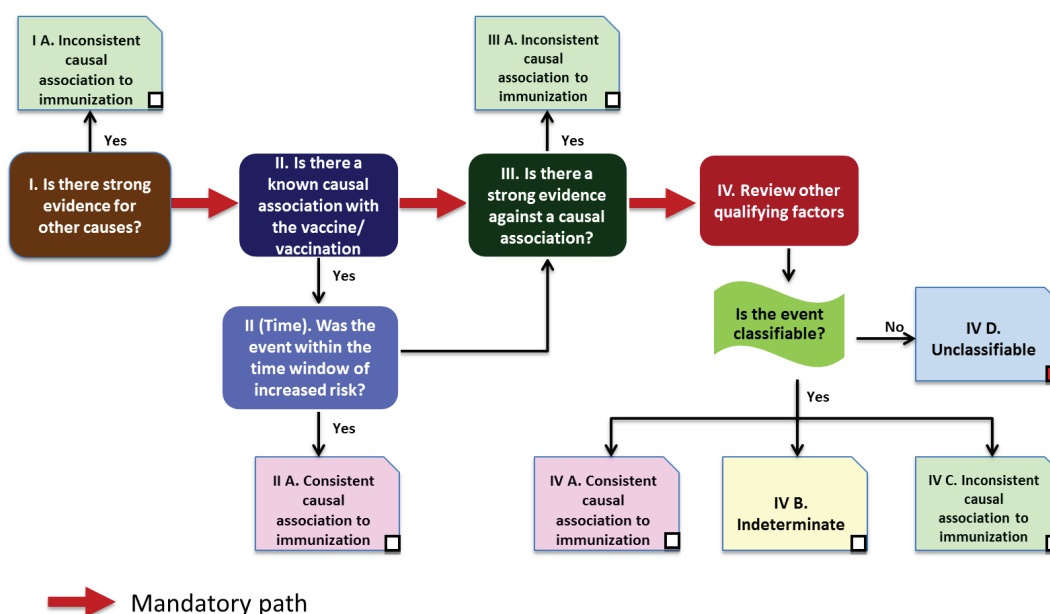 I A. Inconsistent
causal
association to
immunization
III A. Inconsistent
causal
association to
immunization
Yes
Yes
I. Is there strong
evidence for
other causes?
II. Is there a
known causal
association with
the vaccine/
vaccination
III. Is there a
strong evidence
against a causal
association?
IV. Review other
qualifying factors
Yes
II (Time). Was the
event within the
time window of
increased risk?
Is the event
classifiable?
No
IV D.
Unclassifiable
Yes
Yes
II A. Consistent
causal
association to
immunization
IV A. Consistent
causal
association to
immunization
IV B.
Indeterminate
IV C. Inconsistent
causal
association to
immunization
Mandatory path